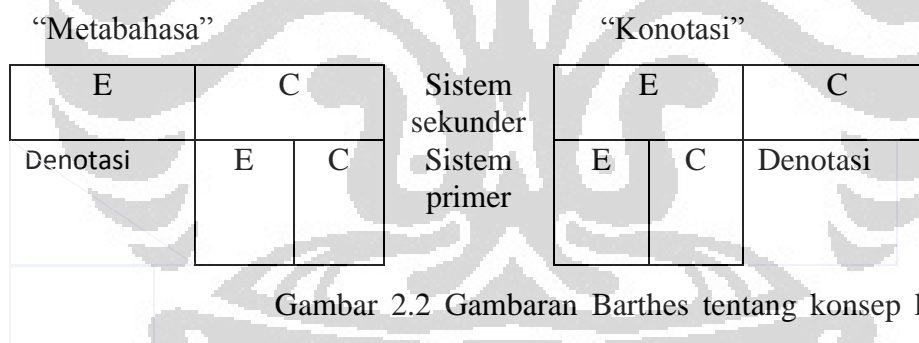 “Metabahasa” “Konotasi”
E C Sistem sekunder E C
Denotasi E C Sistem primer E C Denotasi
Gambar 2.2 Gambaran Barthes tentang konsep